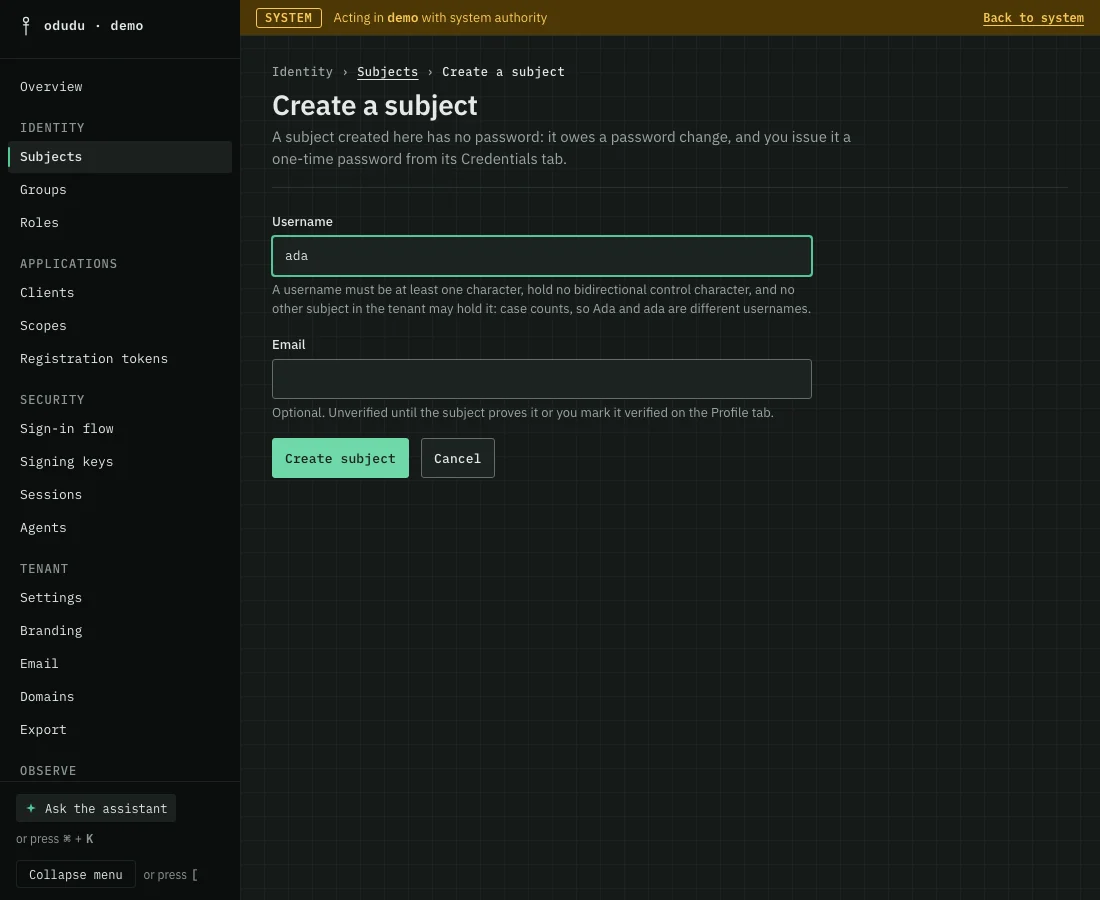 odudu · demo
SYSTEM Acting in demo with system authority Back to system
Overview
IDENTITY
Subjects
Groups
Roles
APPLICATIONS
Clients
Scopes
Registration tokens
SECURITY
Sign-in flow
Signing keys
Sessions
Agents
TENANT
Settings
Branding
Email
Domains
Export
OBSERVE
Ask the assistant
or press ⌘ + K
Collapse menu or press [
Identity › Subjects › Create a subject
Create a subject
A subject created here has no password: it owes a password change, and you issue it a
one-time password from its Credentials tab.
Username
ada
A username must be at least one character, hold no bidirectional control character, and no
other subject in the tenant may hold it: case counts, so Ada and ada are different usernames.
Email
Optional. Unverified until the subject proves it or you mark it verified on the Profile tab.
Create subject Cancel